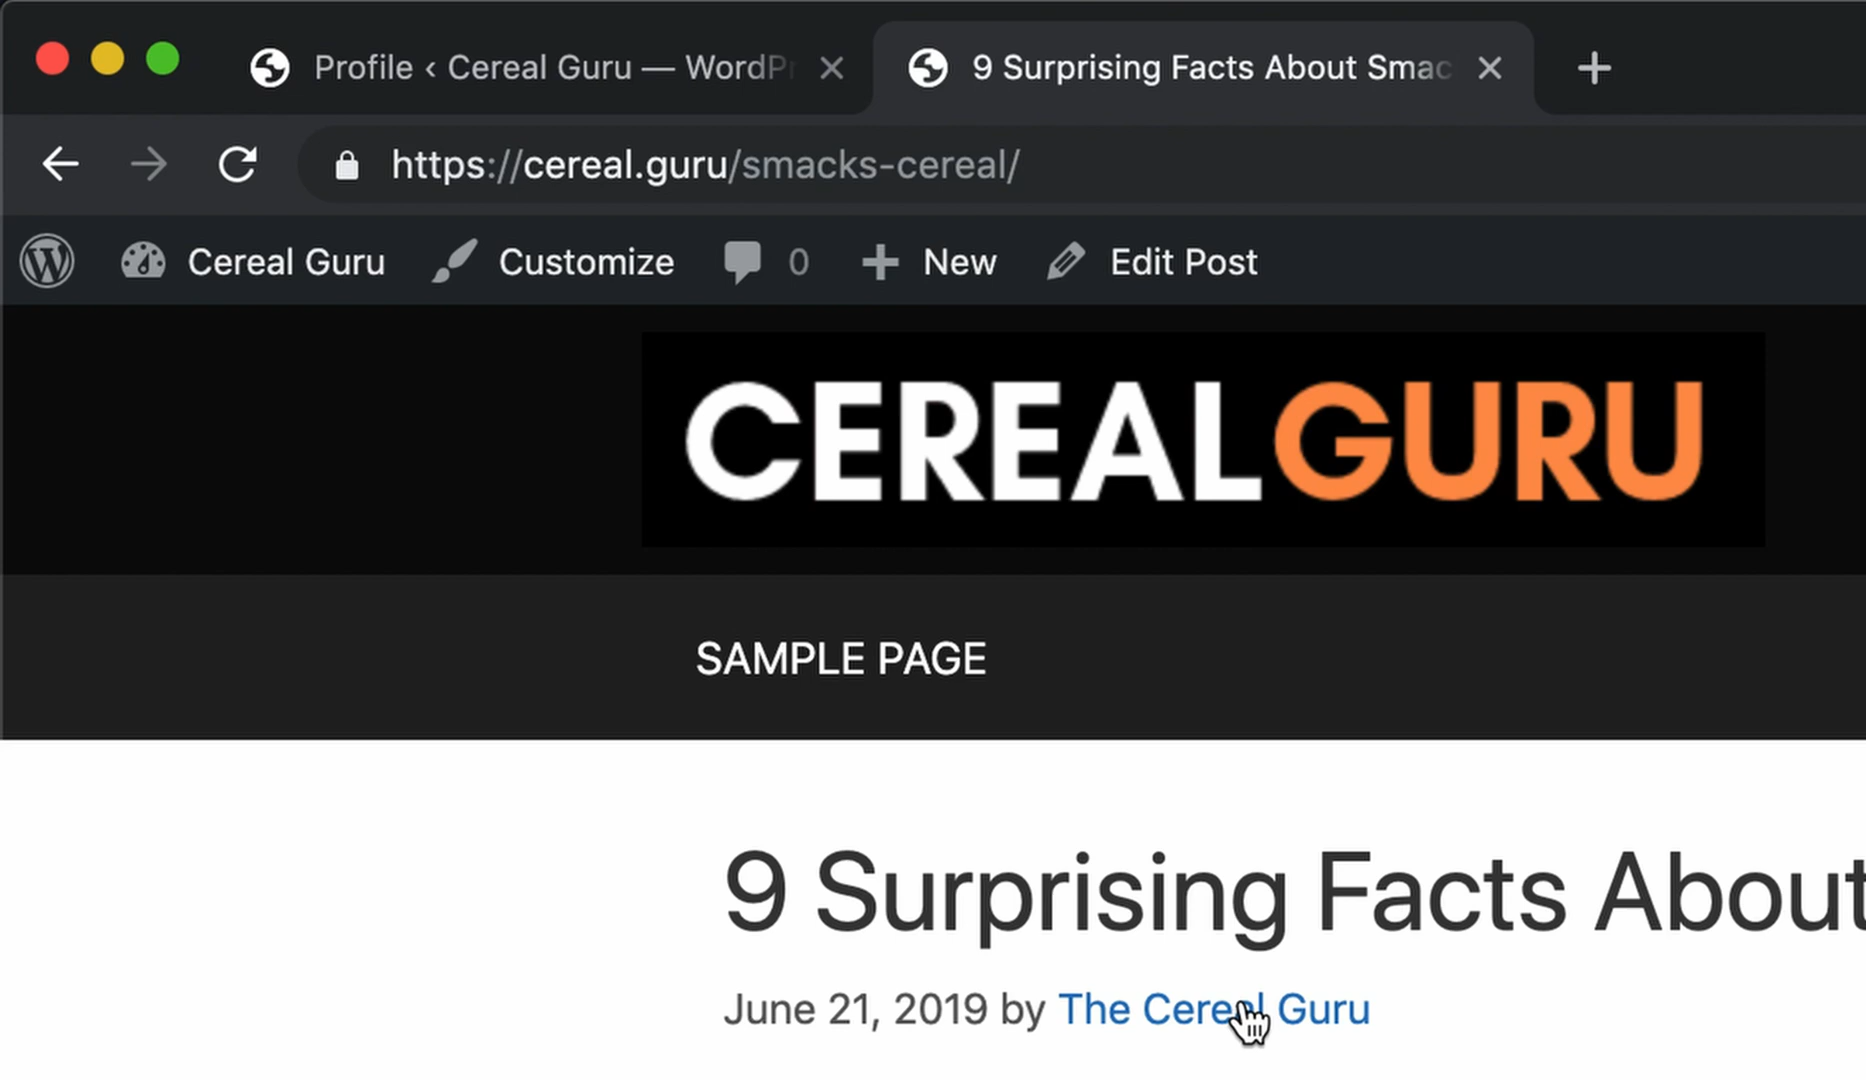 Profile ‹ Cereal Guru — WordPr
9 Surprising Facts About Smac
https://cereal.guru/smacks-cereal/
Cereal Guru
Customize
0
New
Edit Post
CEREALGURU
SAMPLE PAGE
9 Surprising Facts About
June 21, 2019 by The Cereal Guru